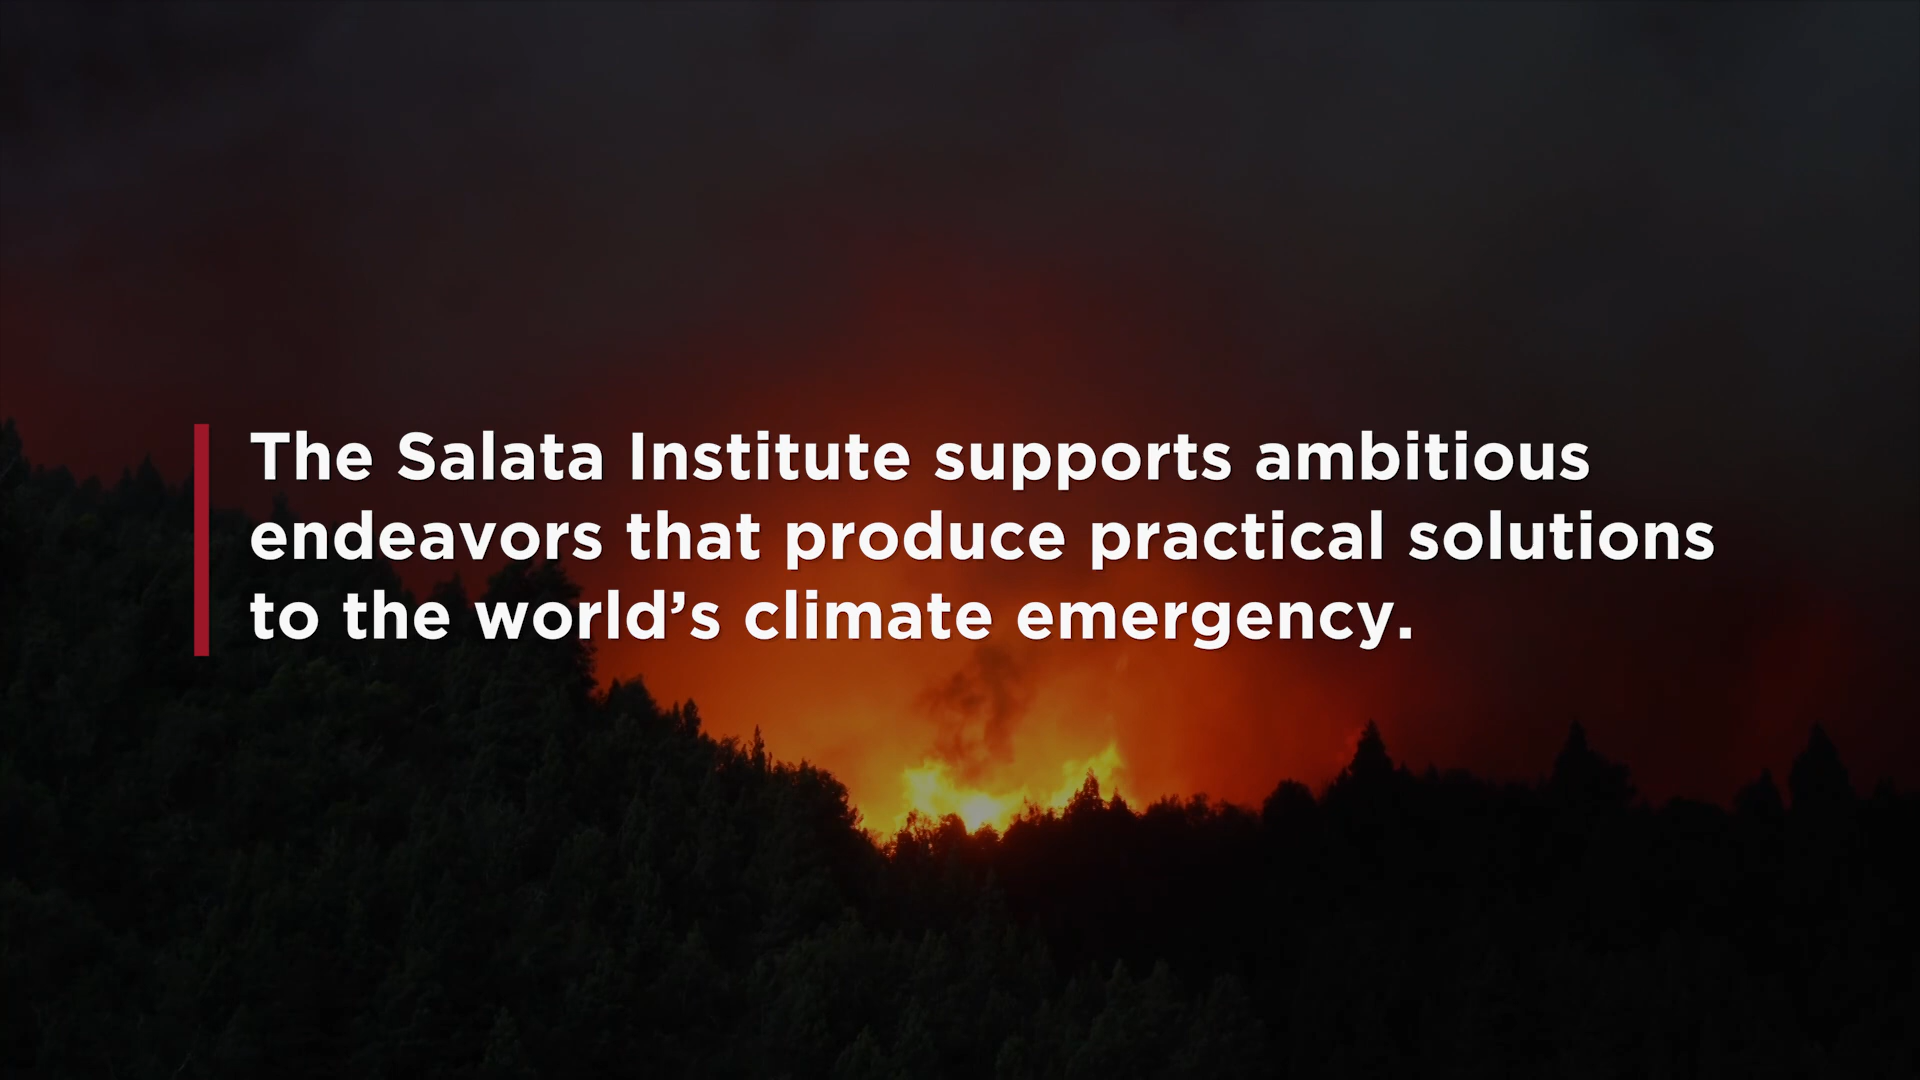 The Salata Institute supports ambitious
endeavors that produce practical solutions
to the world’s climate emergency.